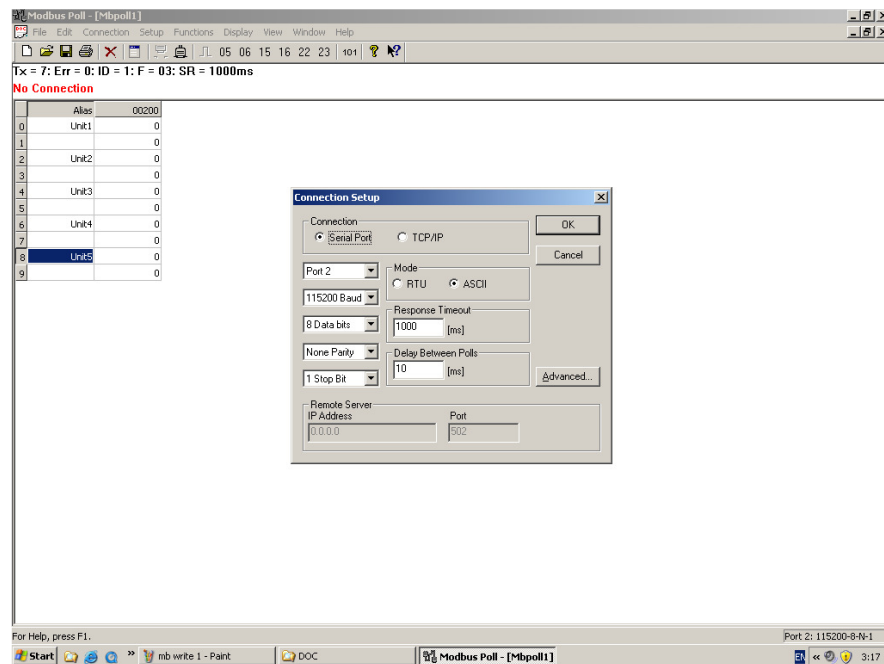 Modbus Poll - [Mbpoll1]
File Edit Connection Setup Functions Display View Window Help
05 06 15 16 22 23 101
Tx = 7: Err = 0: ID = 1: F = 03: SR = 1000ms
No Connection
Alias 00200
0 Unit1 0
1 0
2 Unit2 0
3 0
4 Unit3 0
5 0
6 Unit4 0
7 0
8 Unit5 0
9 0
Connection Setup
Connection
Serial Port TCP/IP
OK
Cancel
Port 2
115200 Baud
8 Data bits
None Parity
1 Stop Bit
Mode
RTU ASCII
Response Timeout
1000 [ms]
Delay Between Polls
10 [ms]
Advanced...
Remote Server
IP Address Port
0.0.0.0 502
For Help, press F1.
Port 2: 115200-8-N-1
Start » mb write 1 - Paint DOC Modbus Poll - [Mbpoll1] EN « 3:17